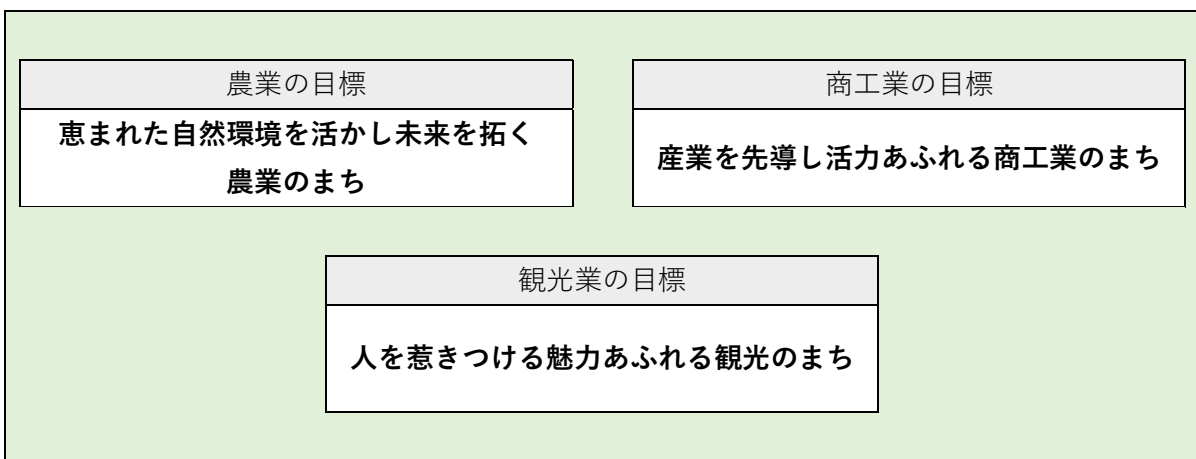 農業の目標
恵まれた自然環境を活かし未来を拓く
農業のまち
商工業の目標
産業を先導し活力あふれる商工業のまち
観光業の目標
人を惹きつける魅力あふれる観光のまち